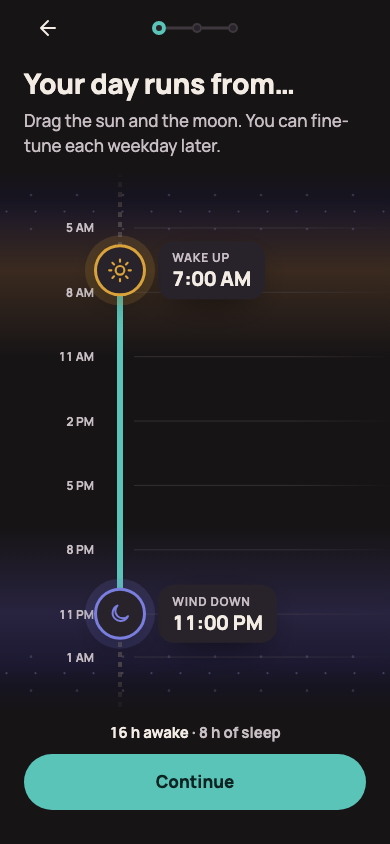 Your day runs from...
Drag the sun and the moon. You can fine-
tune each weekday later.
5 AM
WAKE UP
7:00 AM
8 AM
11 AM
2 PM
5 PM
8 PM
WIND DOWN
11 PM
11:00 PM
1 AM
16 h awake · 8 h of sleep
Continue